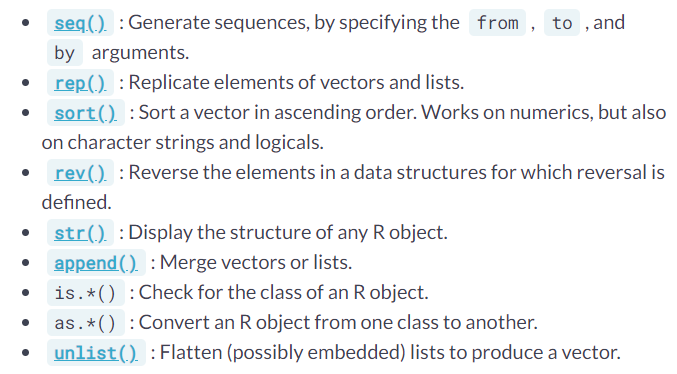 • seq() : Generate sequences, by specifying the from , to , and
by arguments.
• rep() : Replicate elements of vectors and lists.
• sort() : Sort a vector in ascending order. Works on numerics, but also
on character strings and logicals.
• rev() : Reverse the elements in a data structures for which reversal is
defined.
• str() : Display the structure of any R object.
• append() : Merge vectors or lists.
• is.*() : Check for the class of an R object.
• as.*() : Convert an R object from one class to another.
• unlist() : Flatten (possibly embedded) lists to produce a vector.